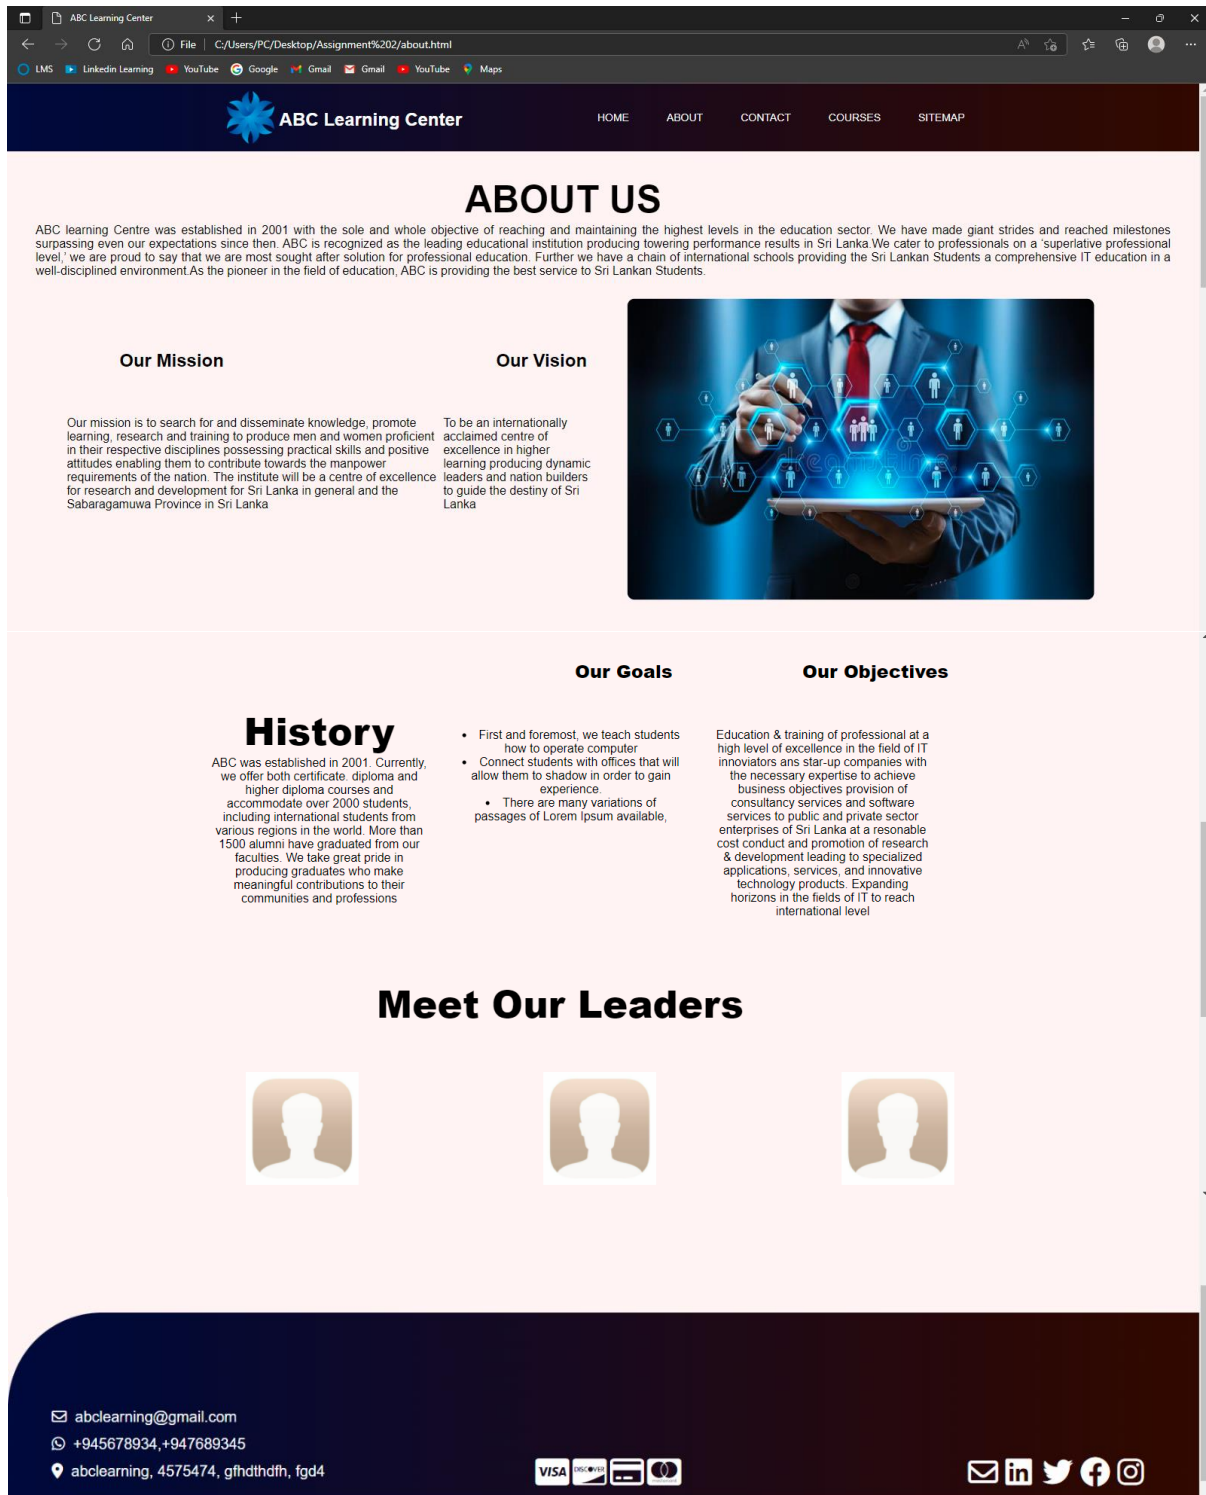 ABC Learning Center
File | C:/Users/PC/Desktop/Assignment%202/about.html
LMS Linkedin Learning YouTube Google Gmail Gmail YouTube Maps
ABC Learning Center HOME ABOUT CONTACT COURSES SITEMAP
ABOUT US
ABC learning Centre was established in 2001 with the sole and whole objective of reaching and maintaining the highest levels in the education sector. We have made giant strides and reached milestones
surpassing even our expectations since then. ABC is recognized as the leading educational institution producing towering performance results in Sri Lanka.We cater to professionals on a ‘superlative professional
level,’ we are proud to say that we are most sought after solution for professional education. Further we have a chain of international schools providing the Sri Lankan Students a comprehensive IT education in a
well-disciplined environment.As the pioneer in the field of education, ABC is providing the best service to Sri Lankan Students.
Our Mission
Our mission is to search for and disseminate knowledge, promote
learning, research and training to produce men and women proficient
in their respective disciplines possessing practical skills and positive
attitudes enabling them to contribute towards the manpower
requirements of the nation. The institute will be a centre of excellence
for research and development for Sri Lanka in general and the
Sabaragamuwa Province in Sri Lanka
Our Vision
To be an internationally
acclaimed centre of
excellence in higher
learning producing dynamic
leaders and nation builders
to guide the destiny of Sri
Lanka
dreamstime
History
ABC was established in 2001. Currently,
we offer both certificate. diploma and
higher diploma courses and
accommodate over 2000 students,
including international students from
various regions in the world. More than
1500 alumni have graduated from our
faculties. We take great pride in
producing graduates who make
meaningful contributions to their
communities and professions
Our Goals
• First and foremost, we teach students
how to operate computer
• Connect students with offices that will
allow them to shadow in order to gain
experience.
• There are many variations of
passages of Lorem Ipsum available,
Our Objectives
Education & training of professional at a
high level of excellence in the field of IT
innoviators ans star-up companies with
the necessary expertise to achieve
business objectives provision of
consultancy services and software
services to public and private sector
enterprises of Sri Lanka at a resonable
cost conduct and promotion of research
& development leading to specialized
applications, services, and innovative
technology products. Expanding
horizons in the fields of IT to reach
international level
Meet Our Leaders
abclearning@gmail.com
+945678934,+947689345
abclearning, 4575474, gfhdthdfh, fgd4
VISA DISCOVER